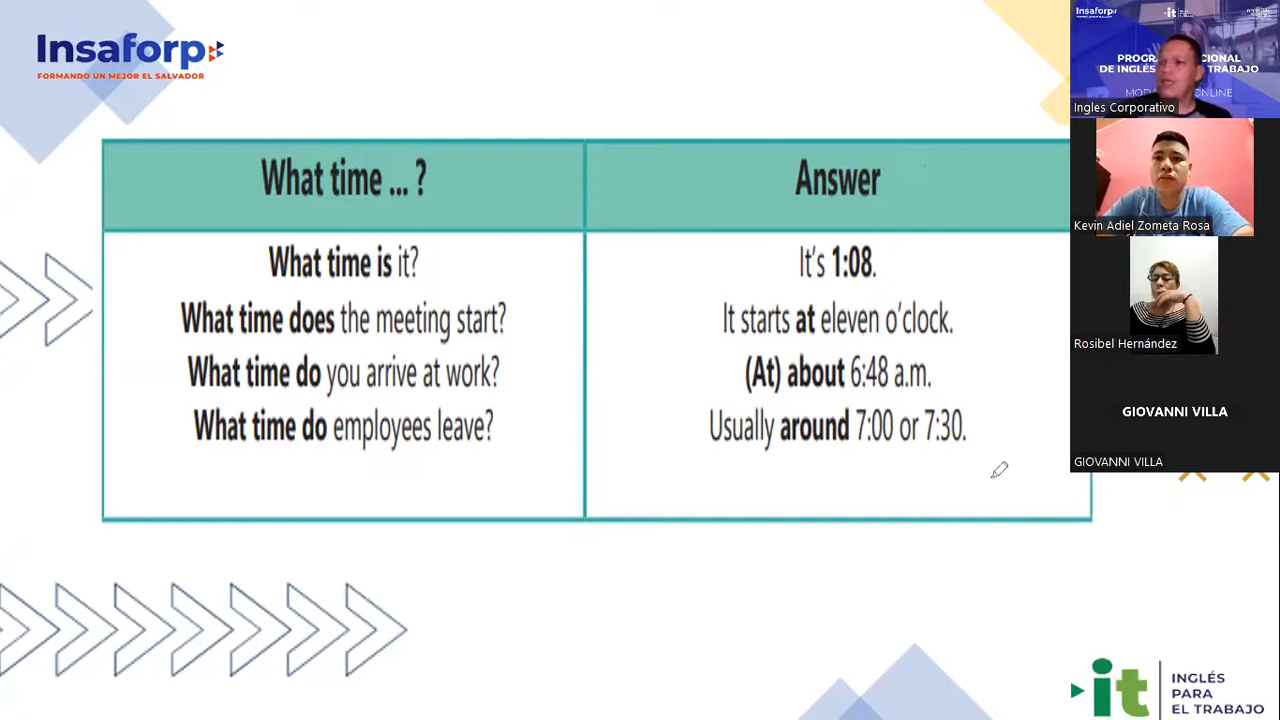 Insaforp
FORMANDO UN MEJOR EL SALVADOR
What time ... ?
Answer
What time is it?
It's 1:08.
What time does the meeting start?
It starts at eleven o'clock.
What time do you arrive at work?
(At) about 6:48 a.m.
What time do employees leave?
Usually around 7:00 or 7:30.
Insaforp
it
Ingles Corporativo
Kevin Adiel Zometa Rosa
Rosibel Hernández
GIOVANNI VILLA
GIOVANNI VILLA
it
INGLÉS
PARA
EL TRABAJO